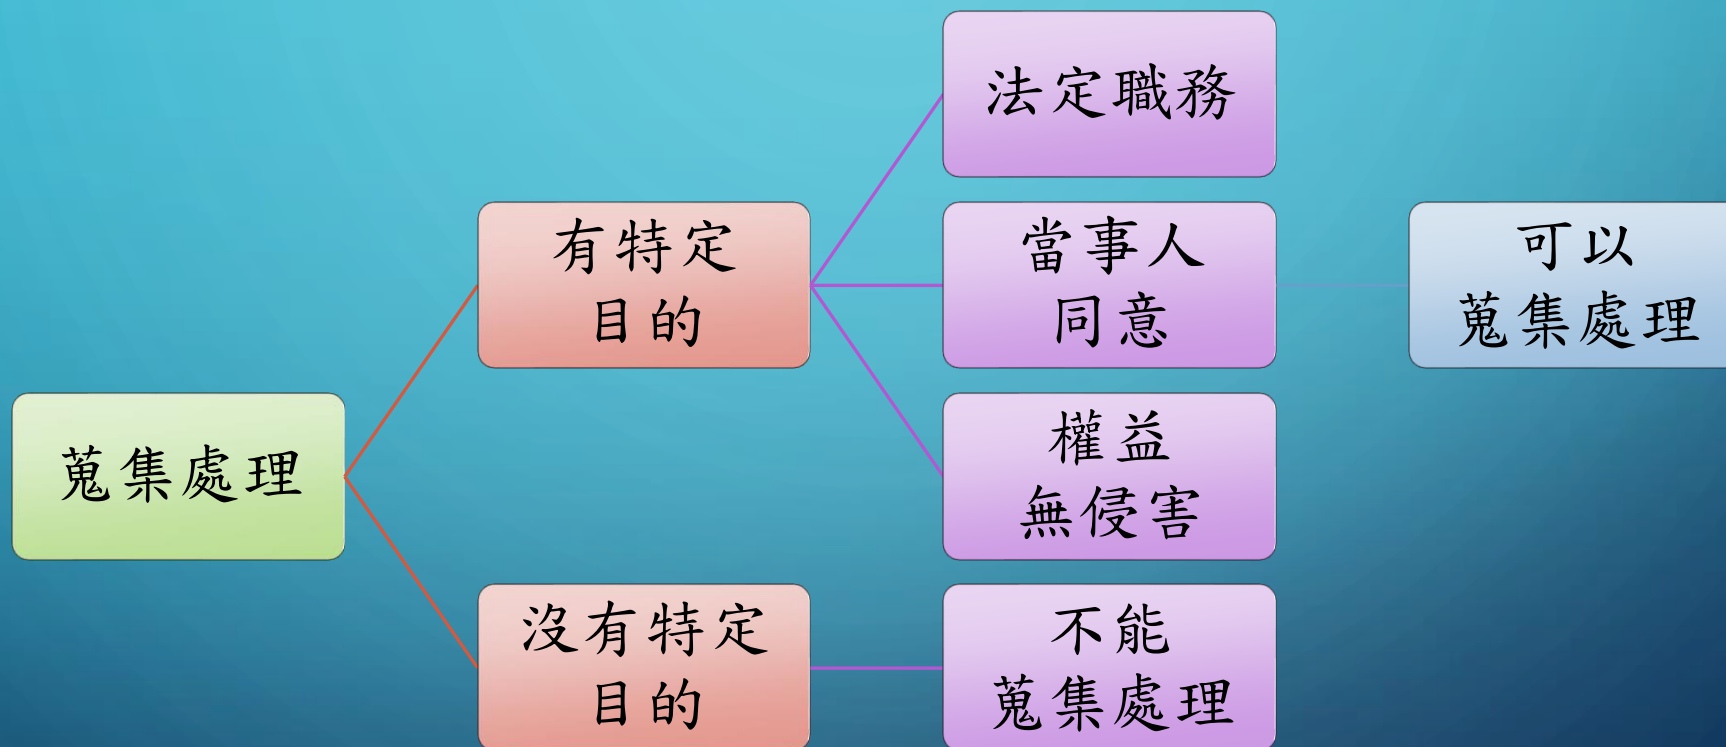 蒐集處理
有特定
目的
沒有特定
目的
法定職務
當事人
同意
權益
無侵害
不能
蒐集處理
可以
蒐集處理